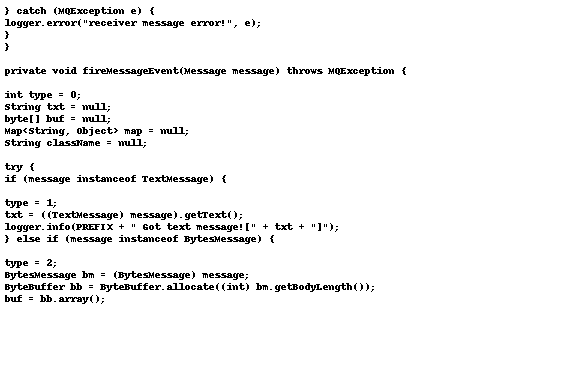 } catch (MQException e) {
logger.error("receiver message error!", e);
}
}
private void fireMessageEvent(Message message) throws MQException {
int type = 0;
String txt = null;
byte[] buf = null;
Map<String, Object> map = null;
String className = null;
try {
if (message instanceof TextMessage) {
type = 1;
txt = ((TextMessage) message).getText();
logger.info(PREFIX + " Got text message![" + txt + "]");
} else if (message instanceof BytesMessage) {
type = 2;
BytesMessage bm = (BytesMessage) message;
ByteBuffer bb = ByteBuffer.allocate((int) bm.getBodyLength());
buf = bb.array();